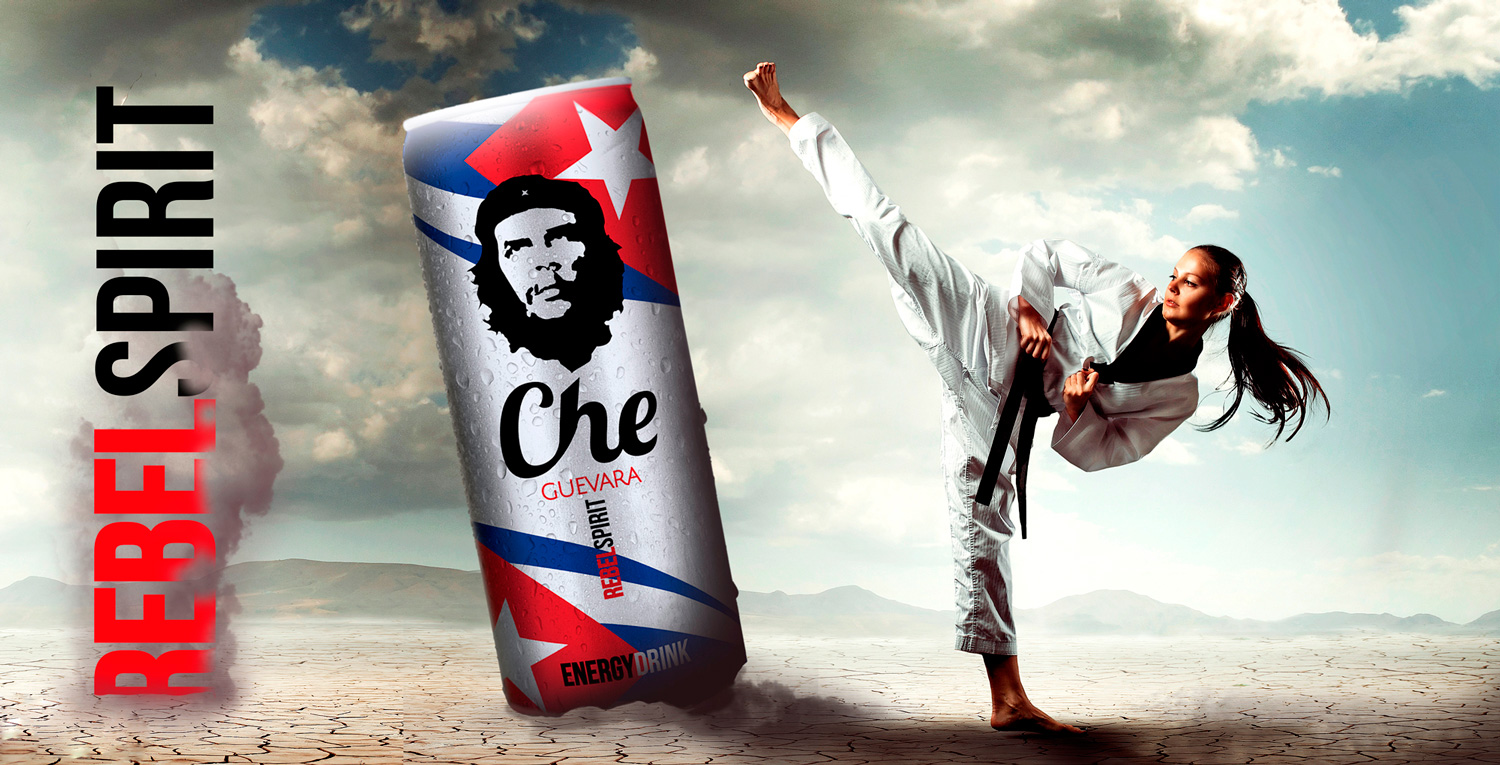 REBELSPIRIT
Che
GUEVARA
REBELSPIRIT
ENERGYDRINK